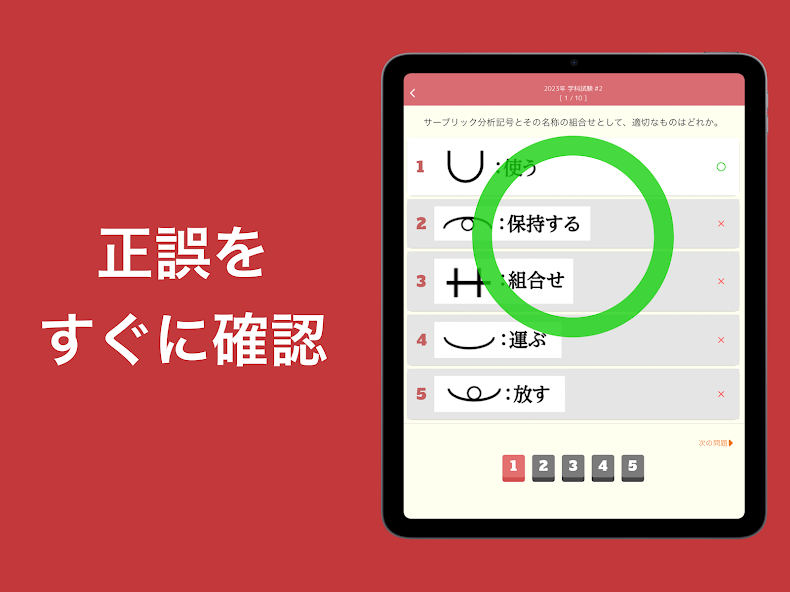 正誤を
すぐに確認
2023年 学科試験 #2
[ 1 / 10 ]
サーブリック分析記号とその名称の組合せとして、適切なものはどれか。
1 ：使う
2 ：保持する
3 ：組合せ
4 ：運ぶ
5 ：放す
次の問題
1 2 3 4 5